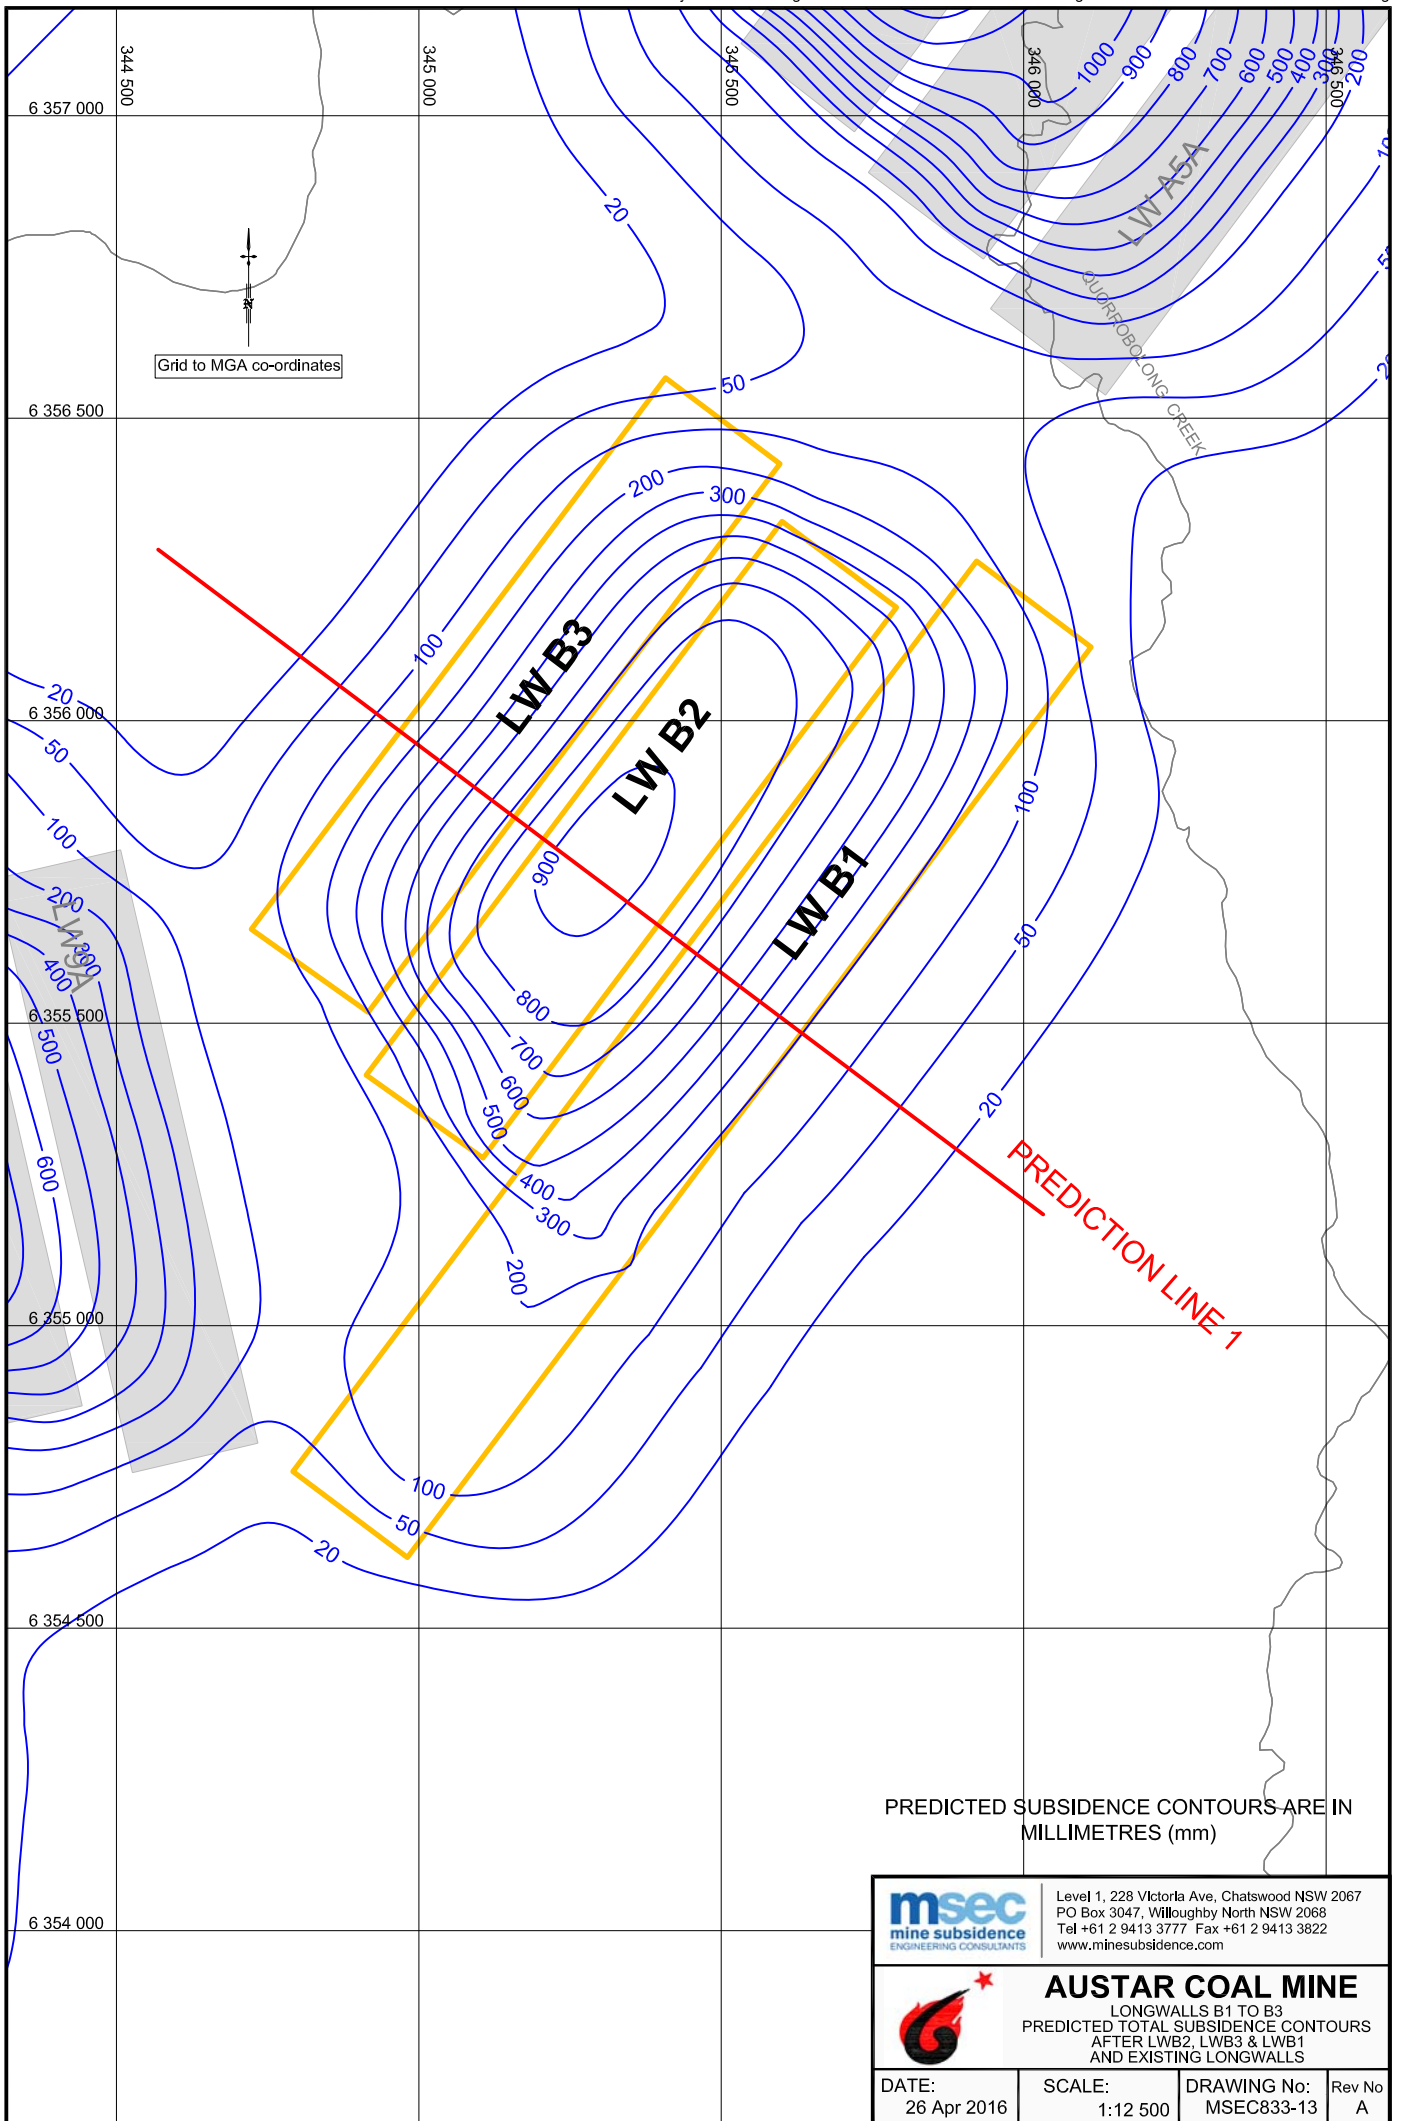 344 500
345 000
345 500
346 000
346 500
1000
900
800
700
600
500
400
300
200
6 357 000
LW A5A
20
QUORROBOLONG CREEK
Grid to MGA co-ordinates
50
6 356 500
200
300
100
LW B3
20
6 356 000
50
LW B2
100
100
900
LW B1
200
LW9A
300
400
50
800
6 355 500
500
700
600
20
500
PREDICTION LINE 1
600
400
300
200
6 355 000
100
50
20
6 354 500
PREDICTED SUBSIDENCE CONTOURS ARE IN
MILLIMETRES (mm)
6 354 000
msec
mine subsidence
ENGINEERING CONSULTANTS
Level 1, 228 Victoria Ave, Chatswood NSW 2067
PO Box 3047, Willoughby North NSW 2068
Tel +61 2 9413 3777 Fax +61 2 9413 3822
www.minesubsidence.com
AUSTAR COAL MINE
LONGWALLS B1 TO B3
PREDICTED TOTAL SUBSIDENCE CONTOURS
AFTER LWB2, LWB3 & LWB1
AND EXISTING LONGWALLS
DATE:
26 Apr 2016
SCALE:
1:12 500
DRAWING No:
MSEC833-13
Rev No
A